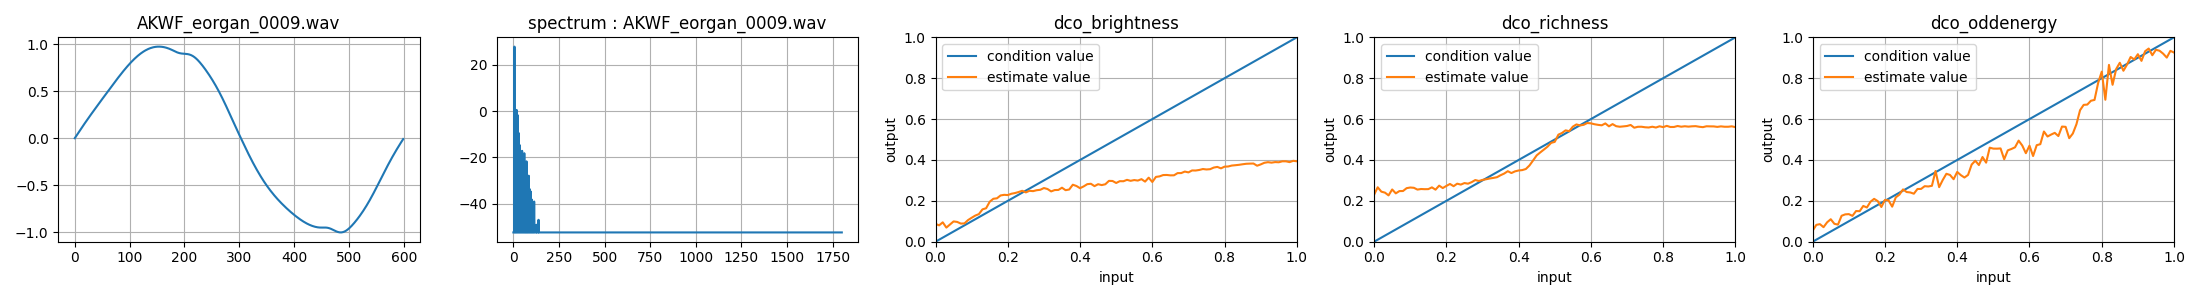 AKWF_eorgan_0009.wav
1.0
0.5
0.0
−0.5
−1.0
0 100 200 300 400 500 600
spectrum : AKWF_eorgan_0009.wav
20
0
−20
−40
0 250 500 750 1000 1250 1500 1750
dco_brightness
condition value
estimate value
output
1.0
0.8
0.6
0.4
0.2
0.0
0.0 0.2 0.4 0.6 0.8 1.0
input
dco_richness
condition value
estimate value
output
1.0
0.8
0.6
0.4
0.2
0.0
0.0 0.2 0.4 0.6 0.8 1.0
input
dco_oddenergy
condition value
estimate value
output
1.0
0.8
0.6
0.4
0.2
0.0
0.0 0.2 0.4 0.6 0.8 1.0
input